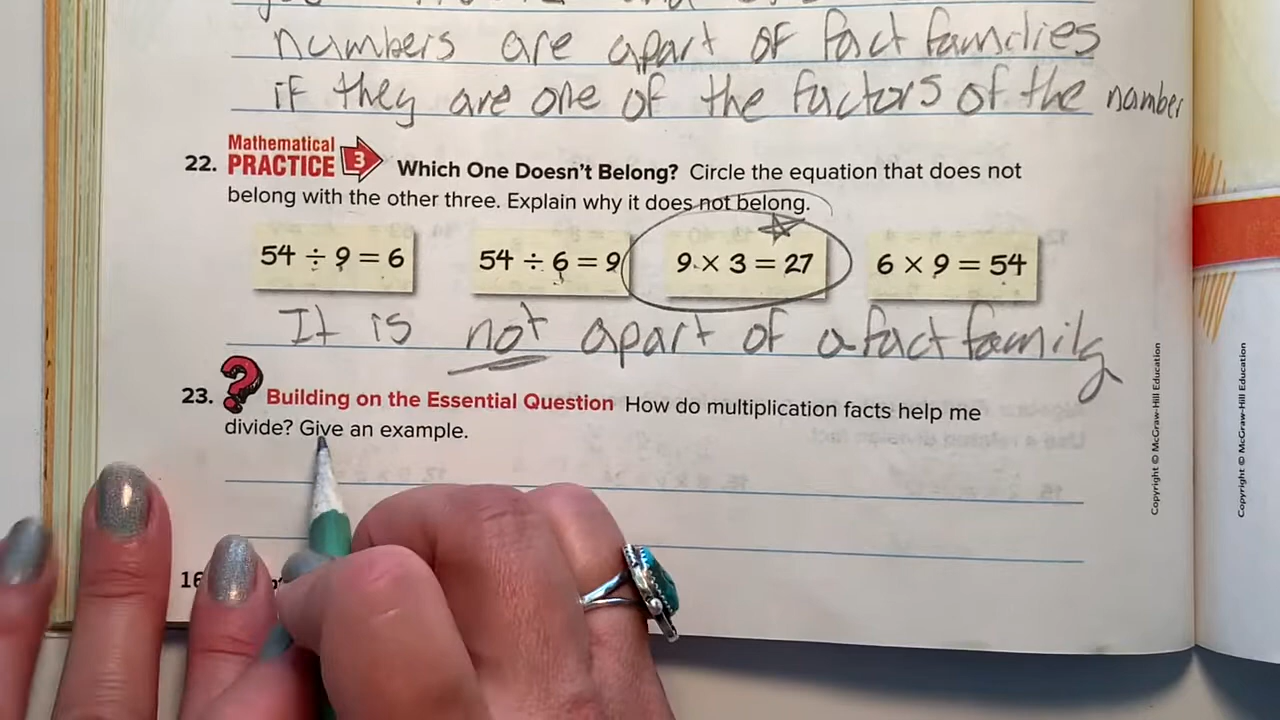 numbers are apart of fact families
if they are one of the factors of the number
22. Mathematical PRACTICE 3 Which One Doesn't Belong? Circle the equation that does not
belong with the other three. Explain why it does not belong.
54 ÷ 9 = 6 54 ÷ 6 = 9 9 × 3 = 27 6 × 9 = 54
It is not apart of a fact family
23. ? Building on the Essential Question How do multiplication facts help me
divide? Give an example.
16
Copyright © McGraw-Hill Education
Copyright © McGraw-Hill Education